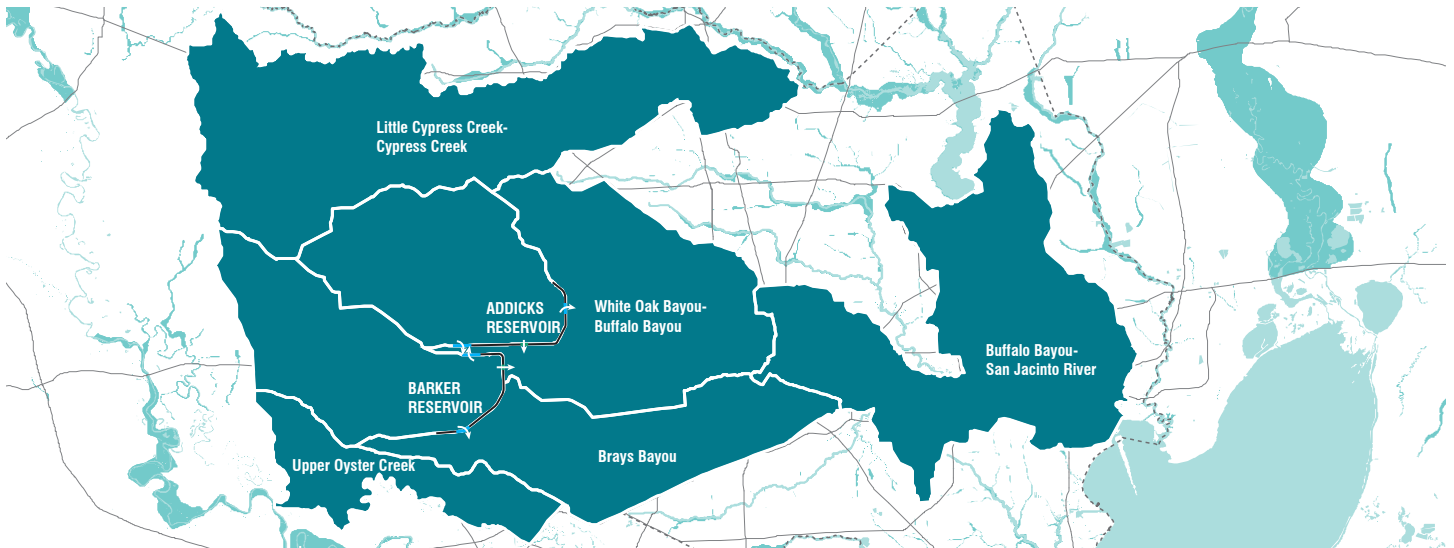 Little Cypress Creek-
Cypress Creek
ADDICKS
RESERVOIR
White Oak Bayou-
Buffalo Bayou
Buffalo Bayou-
San Jacinto River
BARKER
RESERVOIR
Brays Bayou
Upper Oyster Creek